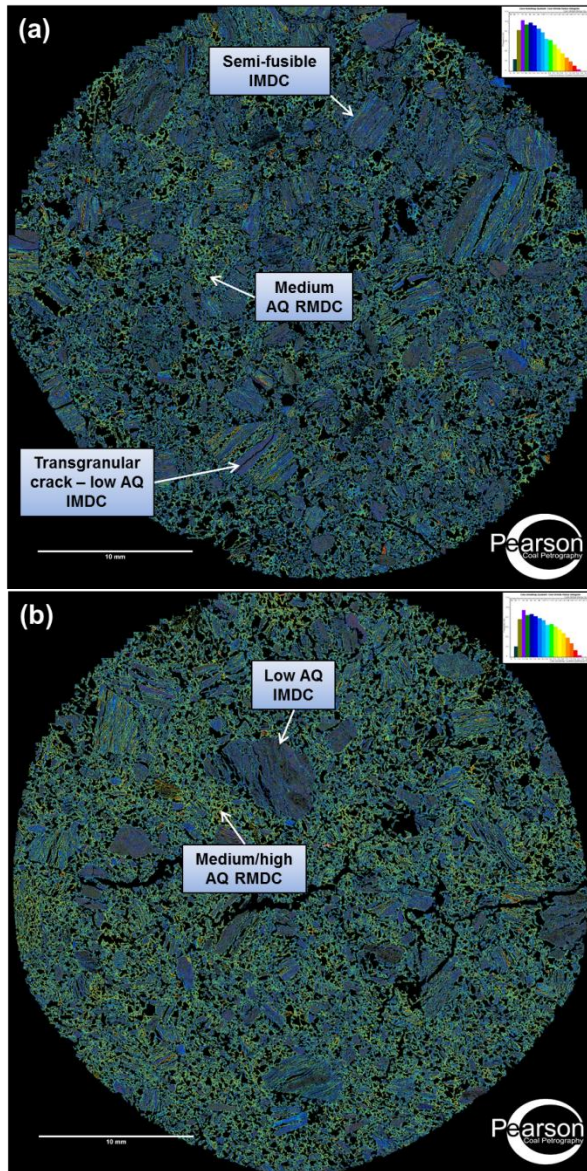 (a)
Semi-fusible
IMDC
Medium
AQ RMDC
Transgranular
crack – low AQ
IMDC
10 mm
Pearson
Coal Petrography
(b)
Low AQ
IMDC
Medium/high
AQ RMDC
10 mm
Pearson
Coal Petrography